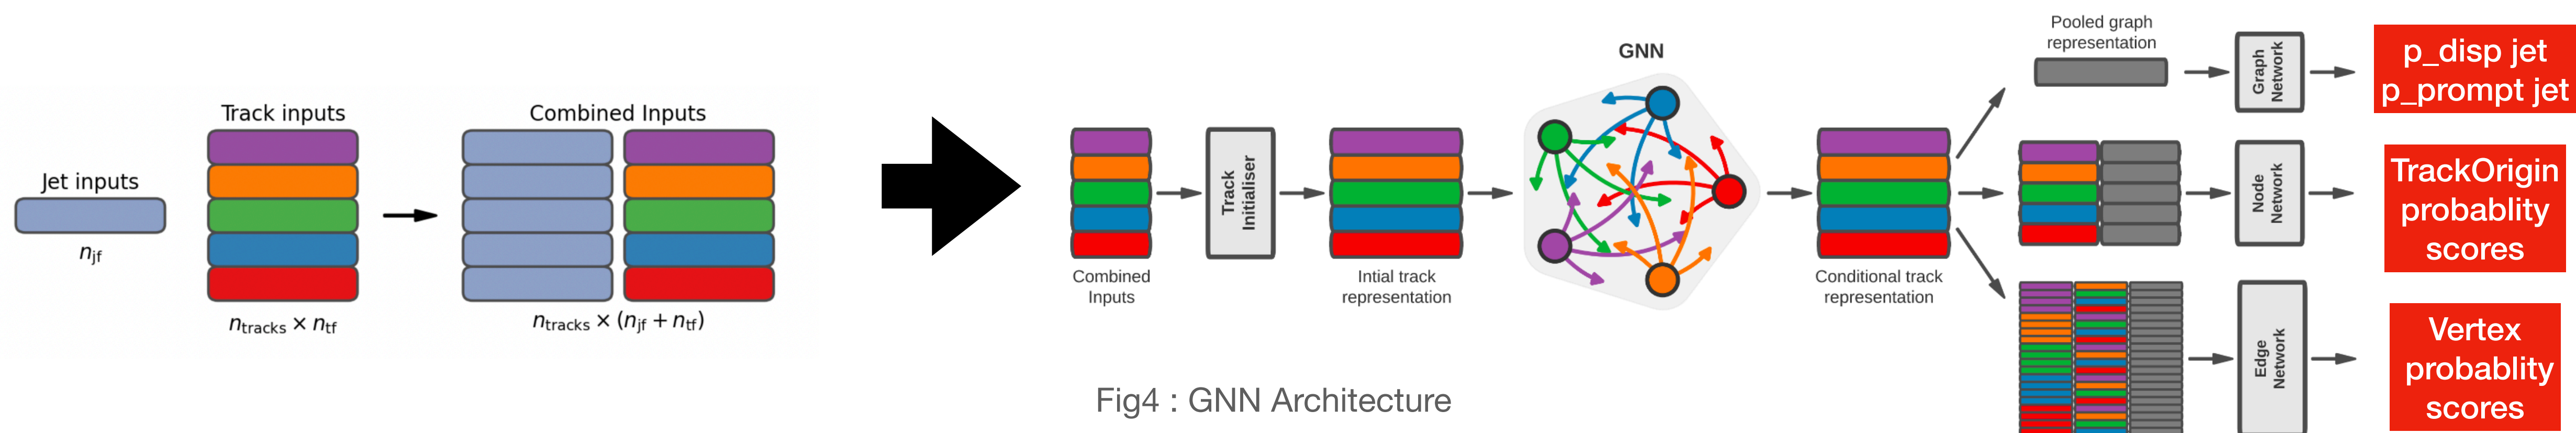 Jet inputs
n_jf
Track inputs
n_tracks × n_tf
Combined Inputs
n_tracks × (n_jf + n_tf)
Combined
Inputs
Track
Initialiser
Intial track
representation
GNN
Conditional track
representation
Pooled graph
representation
Graph
Network
p_disp jet
p_prompt jet
Node
Network
TrackOrigin
probablity
scores
Edge
Network
Vertex
probablity
scores
Fig4 : GNN Architecture